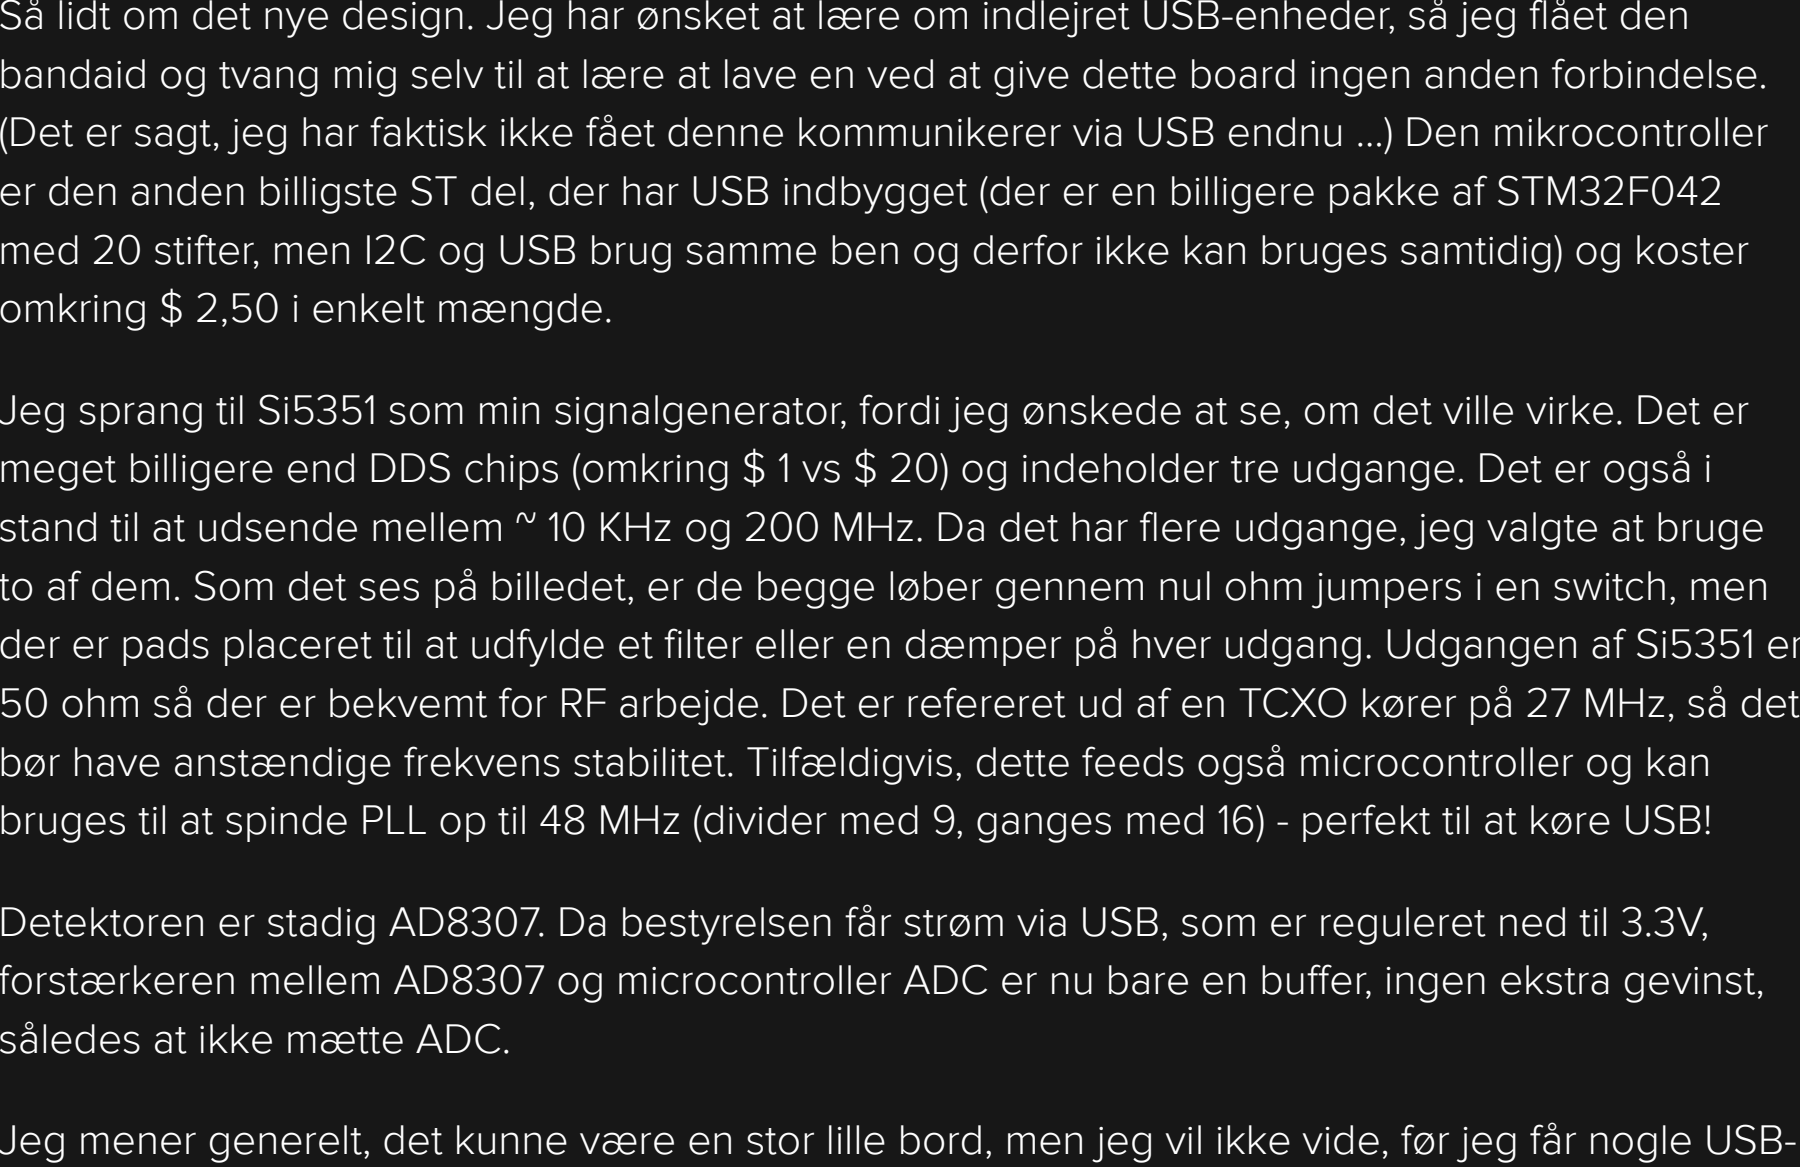 Så lidt om det nye design. Jeg har ønsket at lære om indlejret USB-enheder, så jeg flået den
bandaid og tvang mig selv til at lære at lave en ved at give dette board ingen anden forbindelse.
(Det er sagt, jeg har faktisk ikke fået denne kommunikerer via USB endnu ...) Den mikrocontroller
er den anden billigste ST del, der har USB indbygget (der er en billigere pakke af STM32F042
med 20 stifter, men I2C og USB brug samme ben og derfor ikke kan bruges samtidig) og koster
omkring $ 2,50 i enkelt mængde.
Jeg sprang til Si5351 som min signalgenerator, fordi jeg ønskede at se, om det ville virke. Det er
meget billigere end DDS chips (omkring $ 1 vs $ 20) og indeholder tre udgange. Det er også i
stand til at udsende mellem ~ 10 KHz og 200 MHz. Da det har flere udgange, jeg valgte at bruge
to af dem. Som det ses på billedet, er de begge løber gennem nul ohm jumpers i en switch, men
der er pads placeret til at udfylde et filter eller en dæmper på hver udgang. Udgangen af Si5351 er
50 ohm så der er bekvemt for RF arbejde. Det er refereret ud af en TCXO kører på 27 MHz, så det
bør have anstændige frekvens stabilitet. Tilfældigvis, dette feeds også microcontroller og kan
bruges til at spinde PLL op til 48 MHz (divider med 9, ganges med 16) - perfekt til at køre USB!
Detektoren er stadig AD8307. Da bestyrelsen får strøm via USB, som er reguleret ned til 3.3V,
forstærkeren mellem AD8307 og microcontroller ADC er nu bare en buffer, ingen ekstra gevinst,
således at ikke mætte ADC.
Jeg mener generelt, det kunne være en stor lille bord, men jeg vil ikke vide, før jeg får nogle USB-